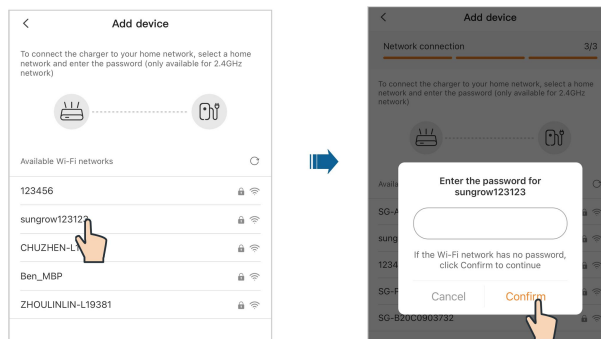 Add device
To connect the charger to your home network, select a home
network and enter the password (only available for 2.4GHz
network)
Available Wi-Fi networks
123456
sungrow123123
CHUZHEN-L1
Ben_MBP
ZHOULINLIN-L19381
Add device
Network connection 3/3
To connect the charger to your home network, select a home
network and enter the password (only available for 2.4GHz
network)
Availa
Enter the password for
sungrow123123
SG-A
sung
If the Wi-Fi network has no password,
click Confirm to continue
1234
SG-F
Cancel Confirm
SG-B20C0903732